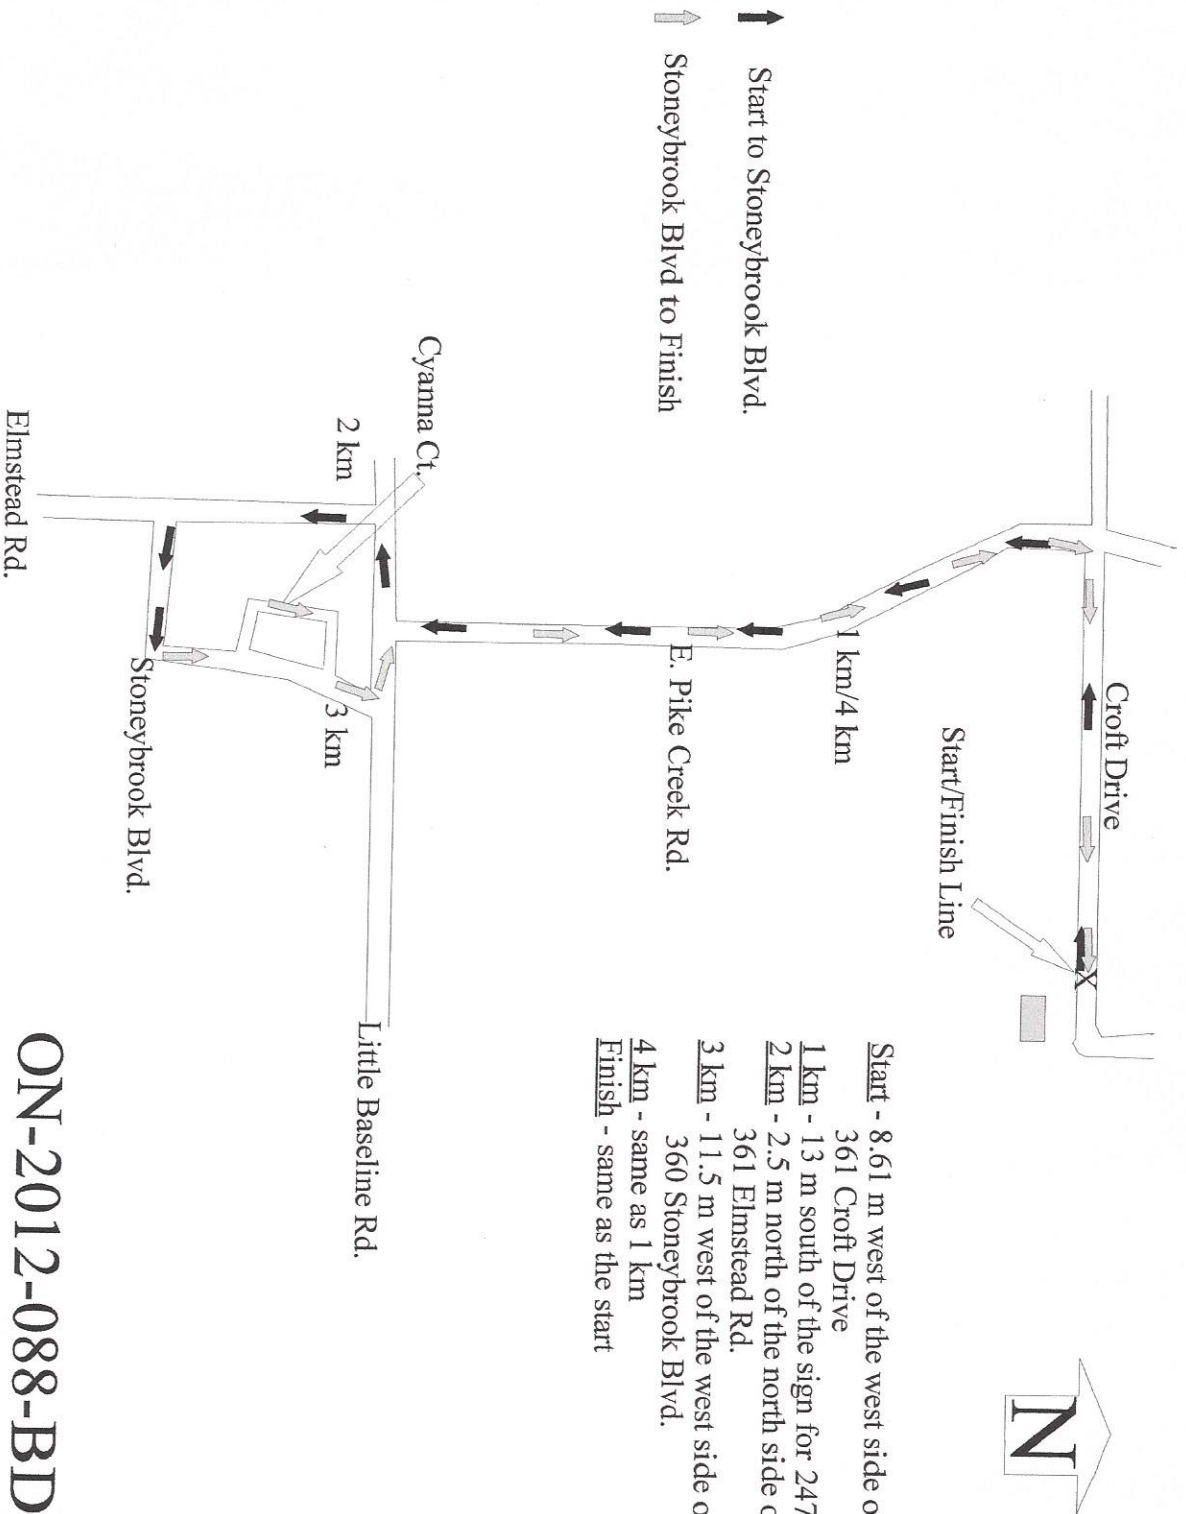 Start to Stoneybrook Blvd.
Stoneybrook Blvd to Finish
Croft Drive
Start/Finish Line
X
1 km/4 km
E. Pike Creek Rd.
Cyanna Ct.
2 km
3 km
Stoneybrook Blvd.
Elmstead Rd.
Little Baseline Rd.
N
Start - 8.61 m west of the west side o
361 Croft Drive
1 km - 13 m south of the sign for 247
2 km - 2.5 m north of the north side o
361 Elmstead Rd.
3 km - 11.5 m west of the west side o
360 Stoneybrook Blvd.
4 km - same as 1 km
Finish - same as the start
ON-2012-088-BD